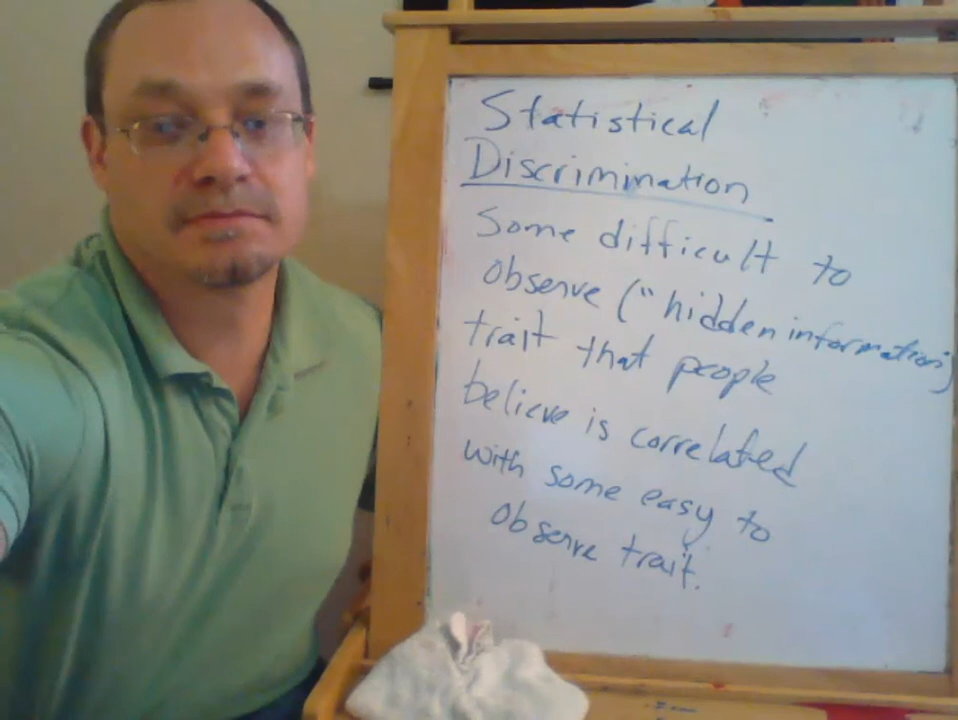 Statistical
Discrimination
Some difficult to
observe ("hidden information")
trait that people
believe is correlated
with some easy to
observe trait.